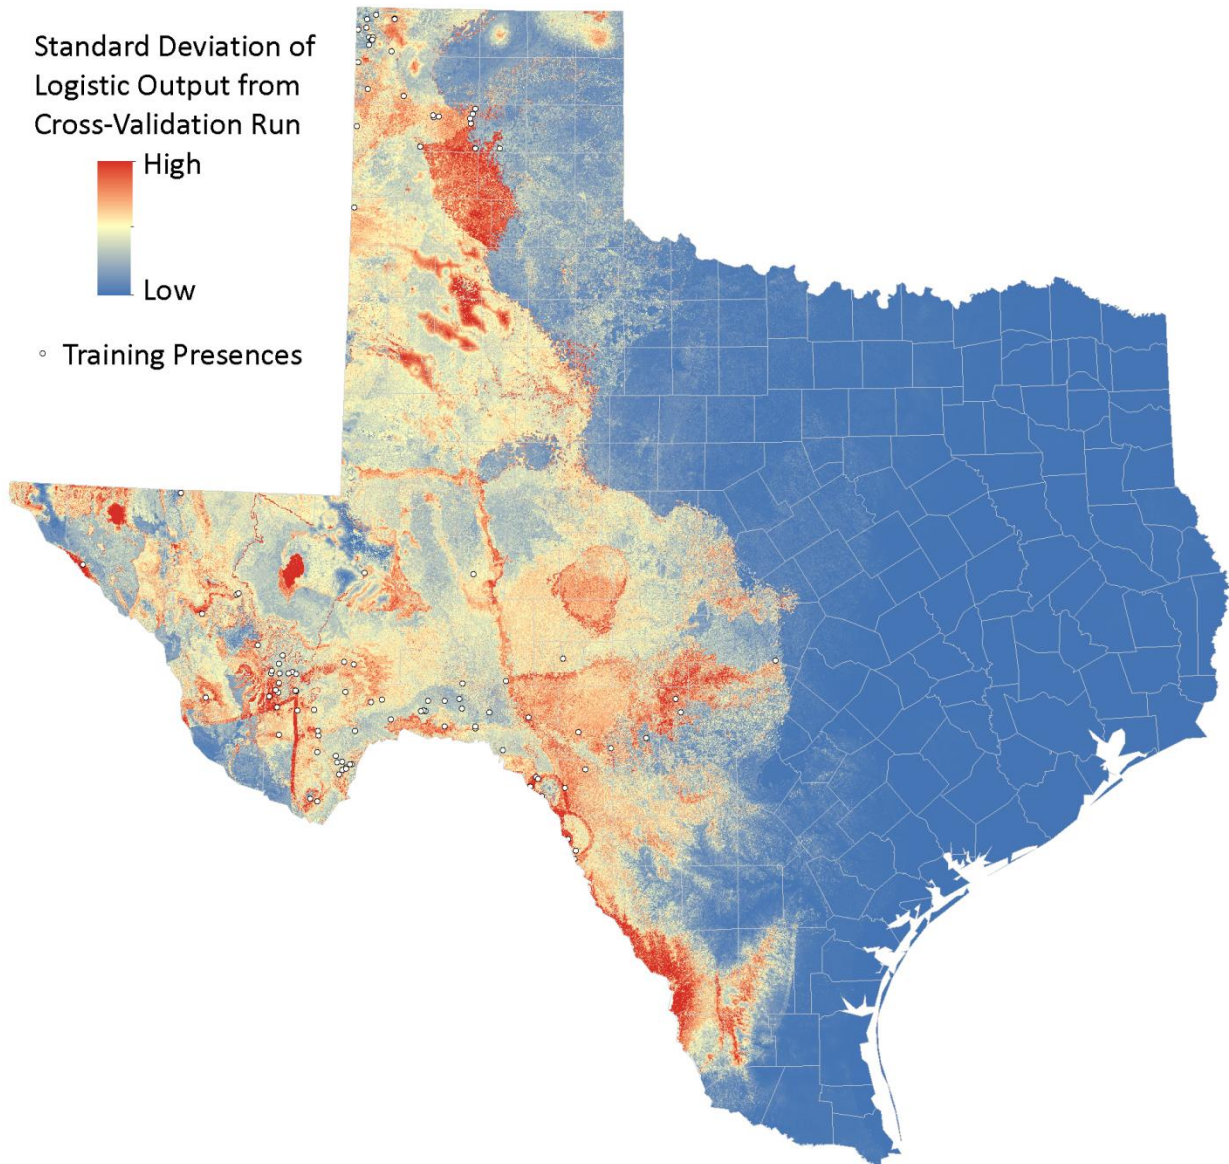 Standard Deviation of
Logistic Output from
Cross-Validation Run
High
Low
Training Presences